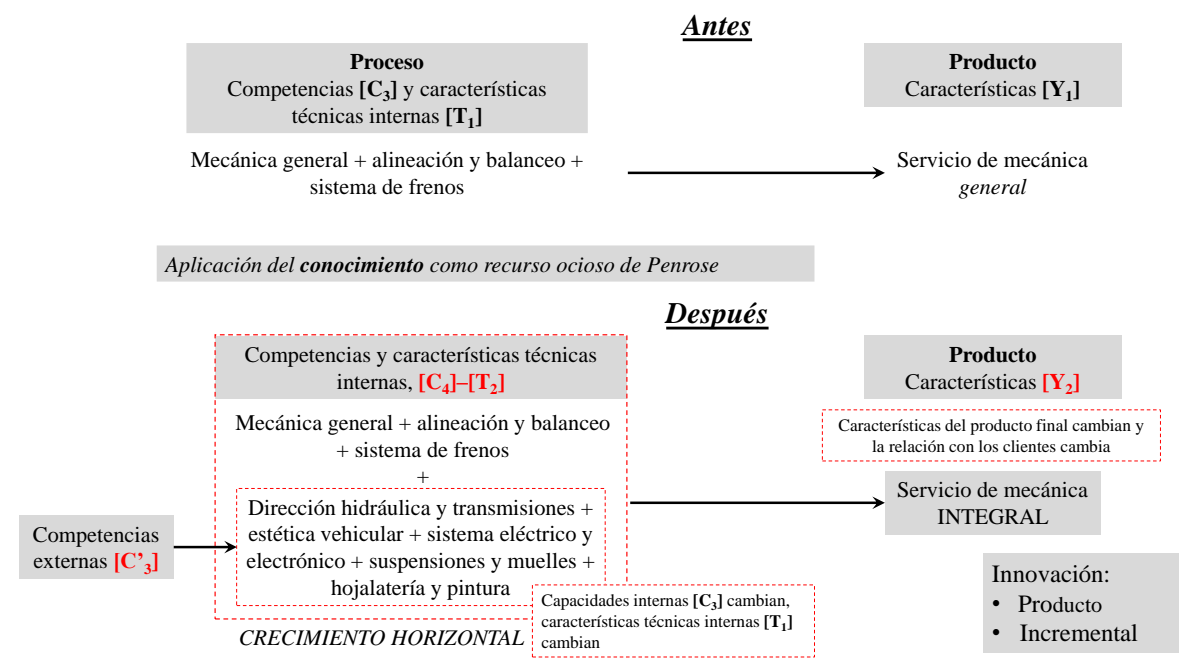 Antes
Proceso
Competencias [C3] y características
técnicas internas [T1]
Producto
Características [Y1]
Mecánica general + alineación y balanceo +
sistema de frenos
Servicio de mecánica
general
Aplicación del conocimiento como recurso ocioso de Penrose
Después
Competencias y características técnicas
internas, [C4]–[T2]
Producto
Características [Y2]
Características del producto final cambian y
la relación con los clientes cambia
Mecánica general + alineación y balanceo
+ sistema de frenos
+
Dirección hidráulica y transmisiones +
estética vehicular + sistema eléctrico y
electrónico + suspensiones y muelles +
hojalatería y pintura
Servicio de mecánica
INTEGRAL
Competencias
externas [C’3]
Capacidades internas [C3] cambian,
características técnicas internas [T1]
cambian
CRECIMIENTO HORIZONTAL
Innovación:
• Producto
• Incremental